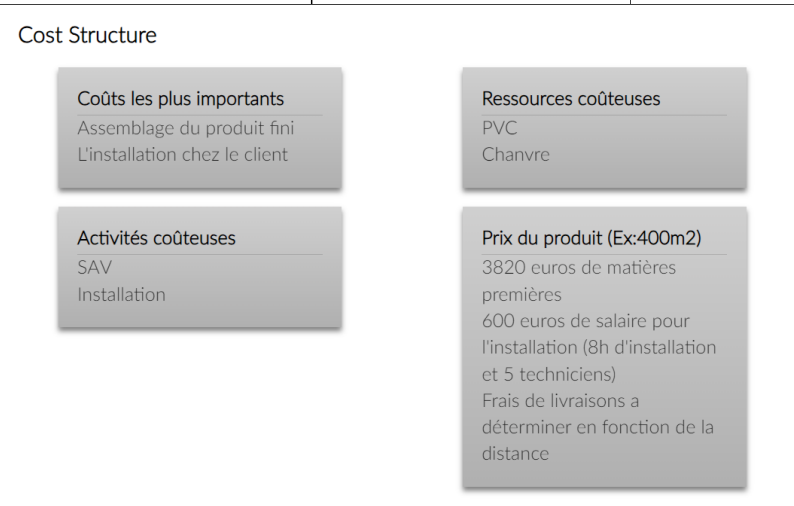 Cost Structure
Coûts les plus importants
Assemblage du produit fini
L'installation chez le client
Ressources coûteuses
PVC
Chanvre
Activités coûteuses
SAV
Installation
Prix du produit (Ex:400m2)
3820 euros de matières
premières
600 euros de salaire pour
l'installation (8h d'installation
et 5 techniciens)
Frais de livraisons a
déterminer en fonction de la
distance